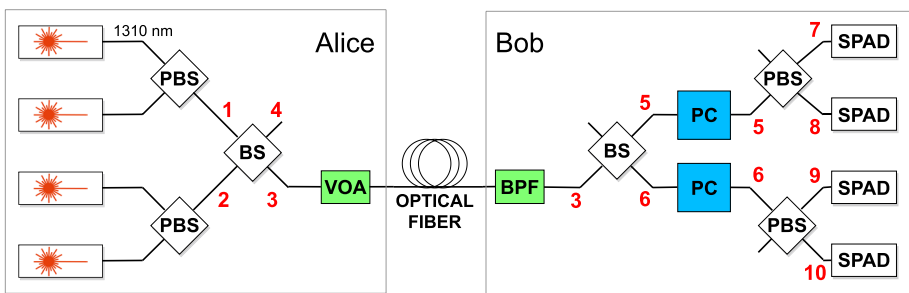 1310 nm
Alice
PBS
1
4
BS
2
3
PBS
VOA
OPTICAL
FIBER
Bob
BPF
3
BS
5
PC
5
PBS
7
SPAD
8
SPAD
6
PC
6
PBS
9
SPAD
10
SPAD